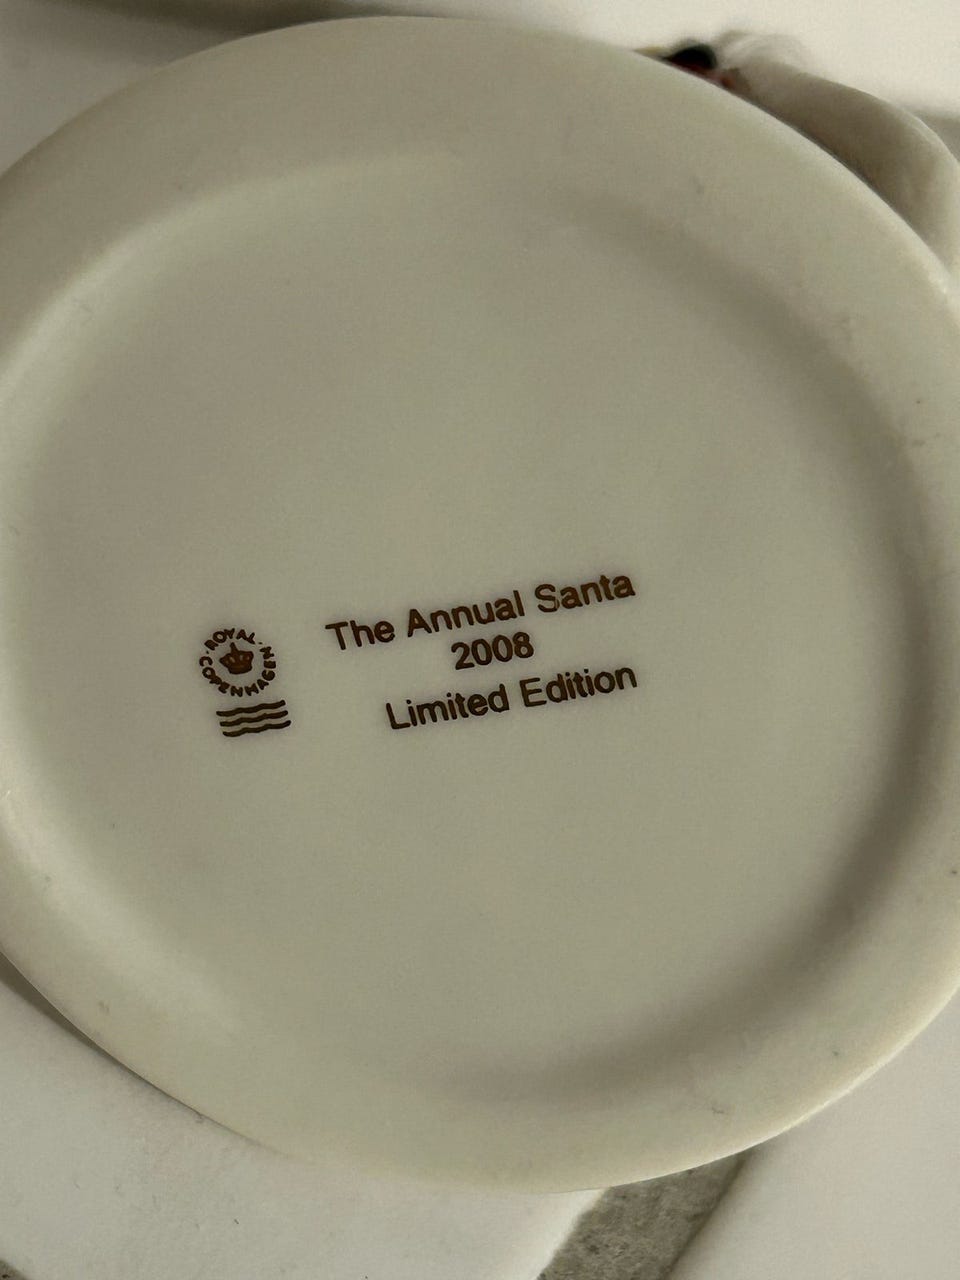 ROYAL COPENHAGEN
The Annual Santa
2008
Limited Edition